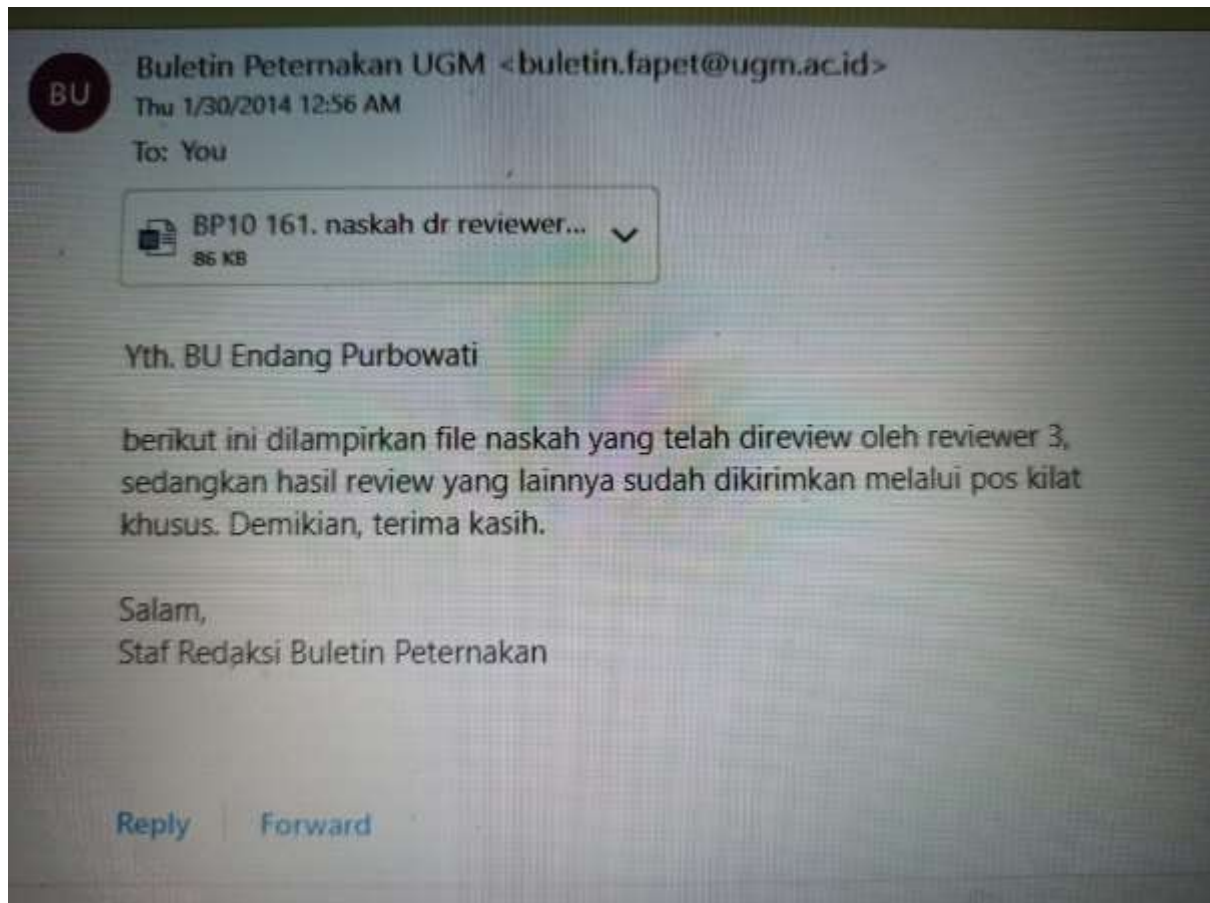 BU
Buletin Peternakan UGM <buletin.fapet@ugm.ac.id>
Thu 1/30/2014 12:56 AM
To: You
BP10 161. naskah dr reviewer...
86 KB
Yth. BU Endang Purbowati
berikut ini dilampirkan file naskah yang telah direview oleh reviewer 3,
sedangkan hasil review yang lainnya sudah dikirimkan melalui pos kilat
khusus. Demikian, terima kasih.
Salam,
Staf Redaksi Buletin Peternakan
Reply
Forward